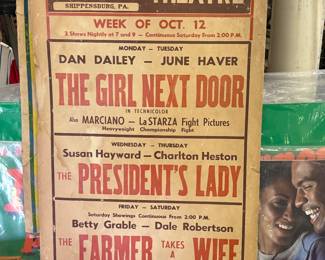 THEATRE
SHIPPENSBURG, PA.
WEEK OF OCT. 12
2 Shows Nightly at 7 and 9 — Continuous Saturday From 2:00 P.M.
MONDAY - TUESDAY
DAN DAILEY — JUNE HAVER
THE GIRL NEXT DOOR
IN TECHNICOLOR
Also MARCIANO - LaSTARZA Fight Pictures
Heavyweight Championship Fight
WEDNESDAY - THURSDAY
Susan Hayward — Charlton Heston
THE PRESIDENT'S LADY
FRIDAY - SATURDAY
Saturday Showings Continuous From 2:00 P.M.
Betty Grable — Dale Robertson
THE FARMER TAKES A WIFE